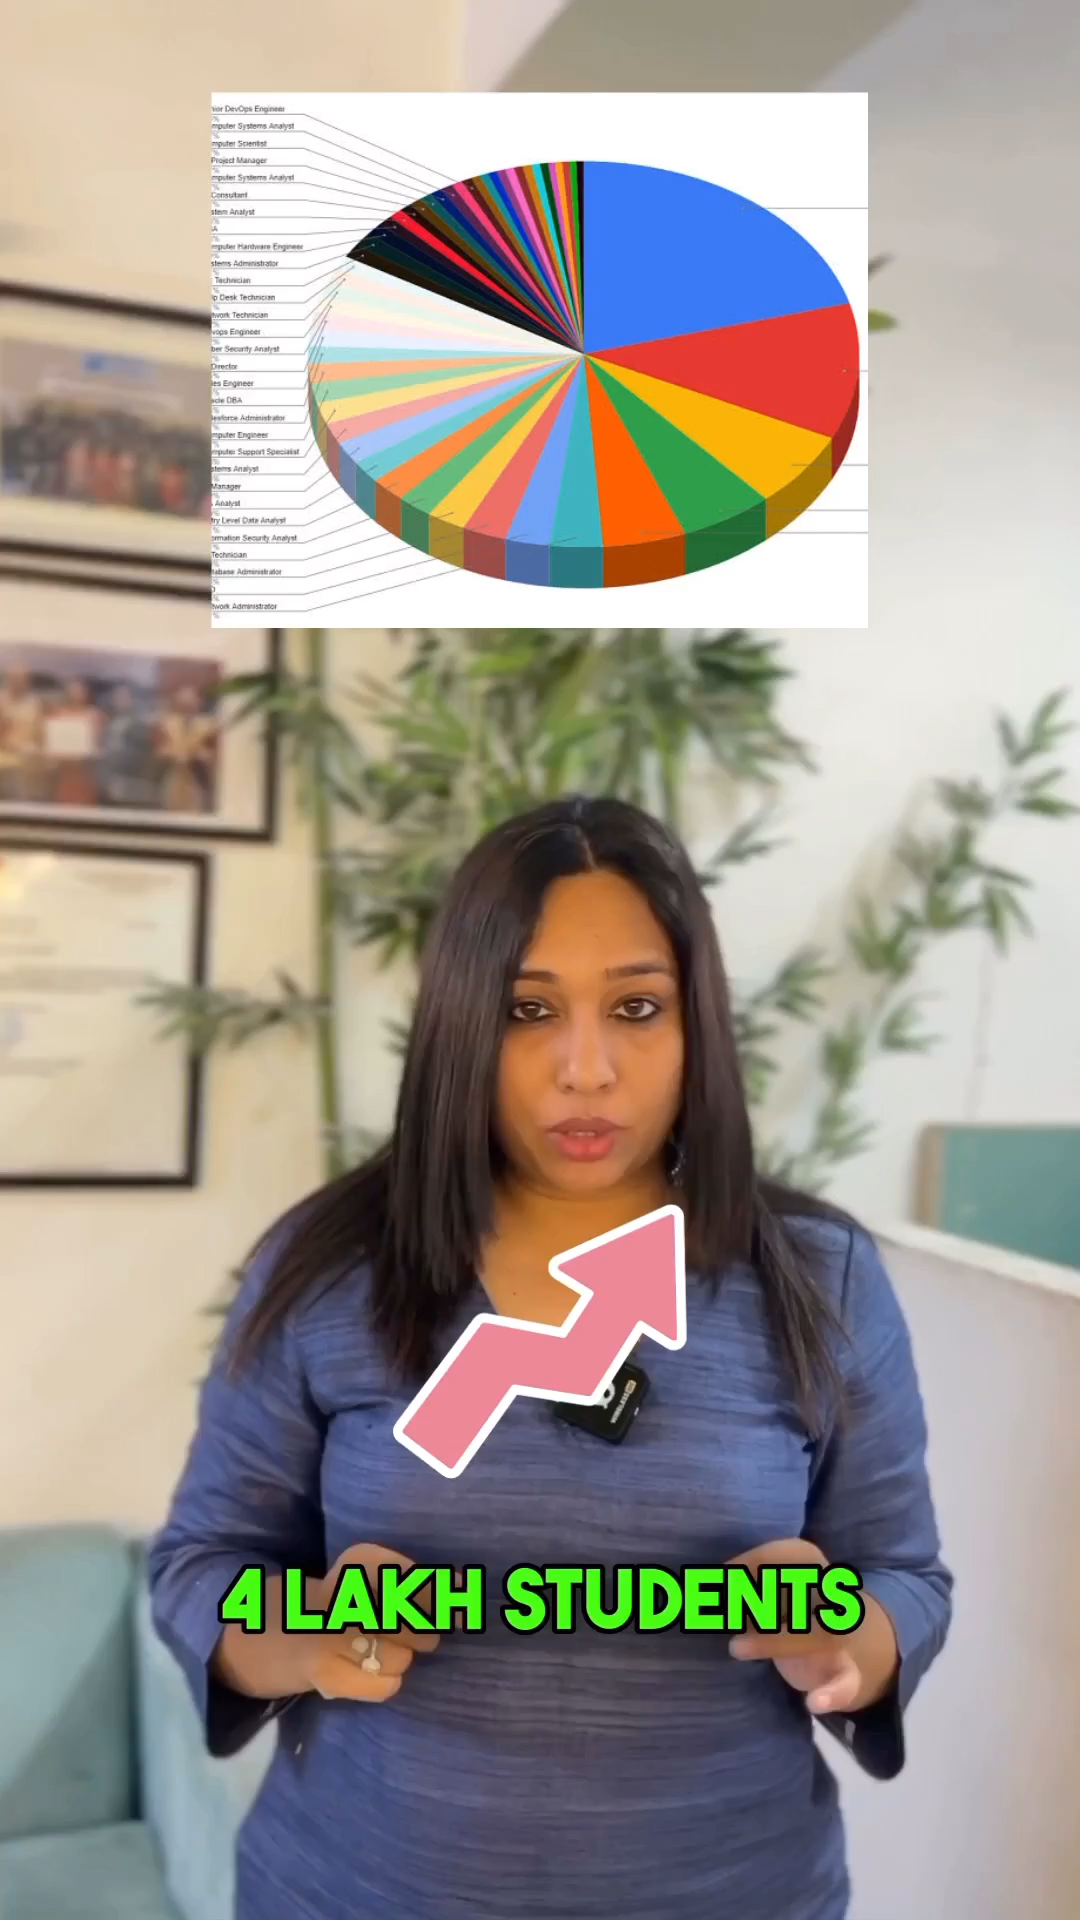 nior DevOps Engineer
%
mputer Systems Analyst
%
mputer Scientist
%
Project Manager
%
mputer Systems Analyst
%
Consultant
%
stem Analyst
%
IA
%
mputer Hardware Engineer
%
stems Administrator
%
Technician
%
lp Desk Technician
%
twork Technician
%
vops Engineer
%
ber Security Analyst
%
Director
%
les Engineer
%
acle DBA
%
lesforce Administrator
%
mputer Engineer
%
mputer Support Specialist
%
stems Analyst
%
Manager
%
Analyst
%
try Level Data Analyst
%
ormation Security Analyst
%
Technician
%
tabase Administrator
%
O
%
twork Administrator
%
4 LAKH STUDENTS